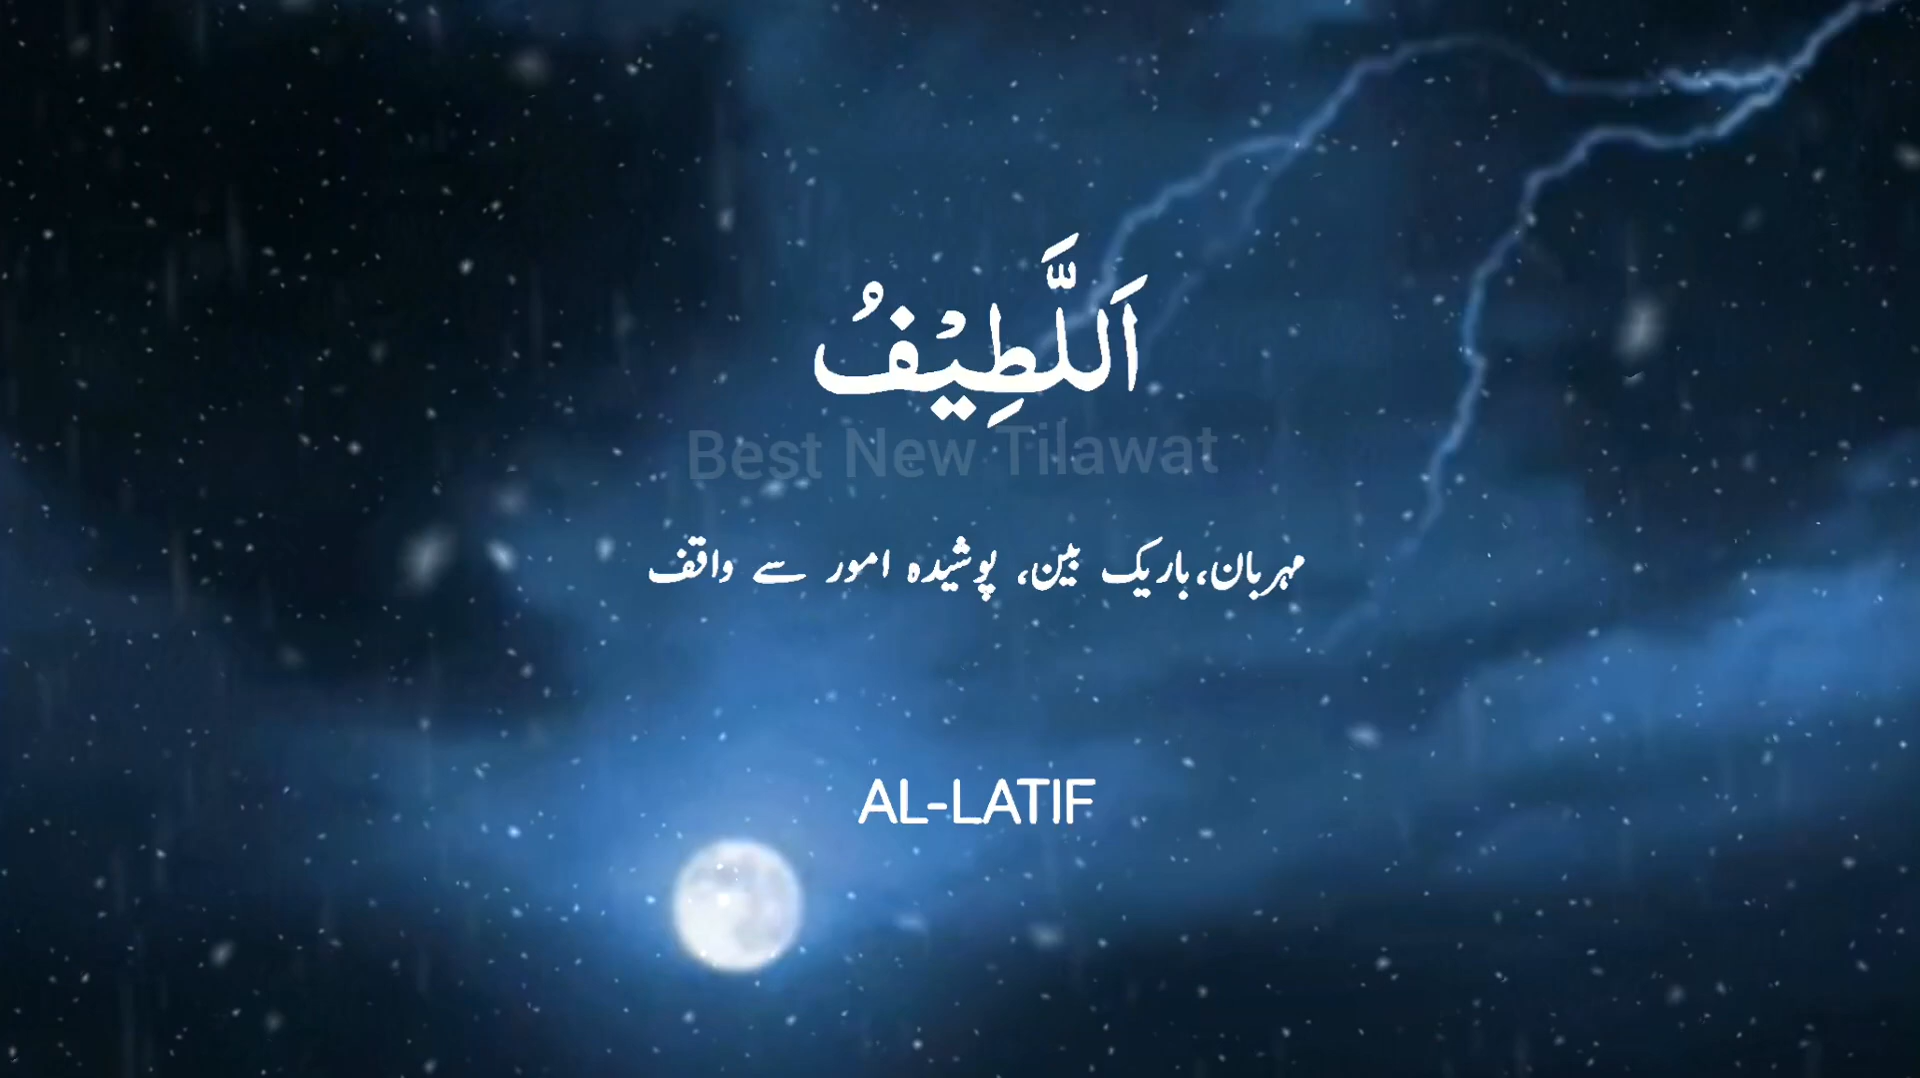 اَللَّطِيْفُ
Best New Tilawat
مہربان،باریک بین، پوشیدہ امور سے واقف
AL-LATIF